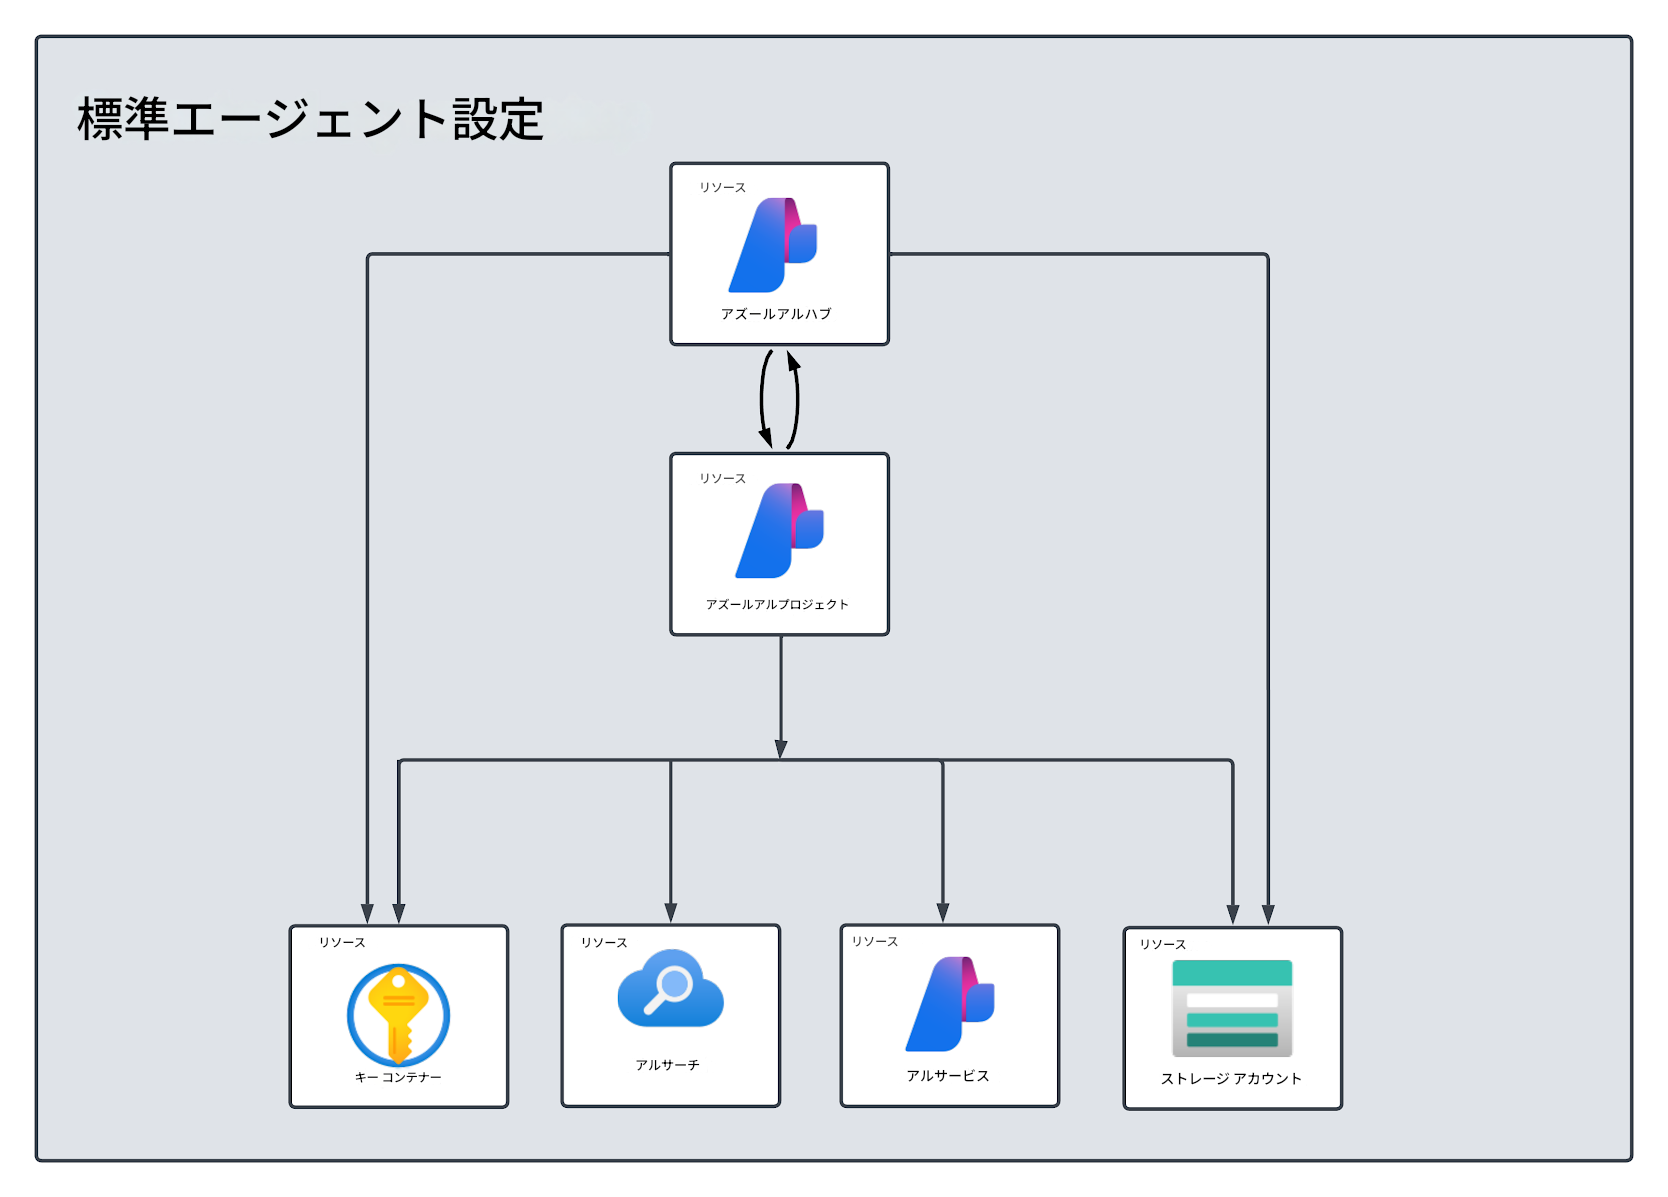 標準エージェント設定
リソース
アズールアルハブ
リソース
アズールアルプロジェクト
リソース
キー コンテナー
リソース
アルサーチ
リソース
アルサービス
リソース
ストレージ アカウント